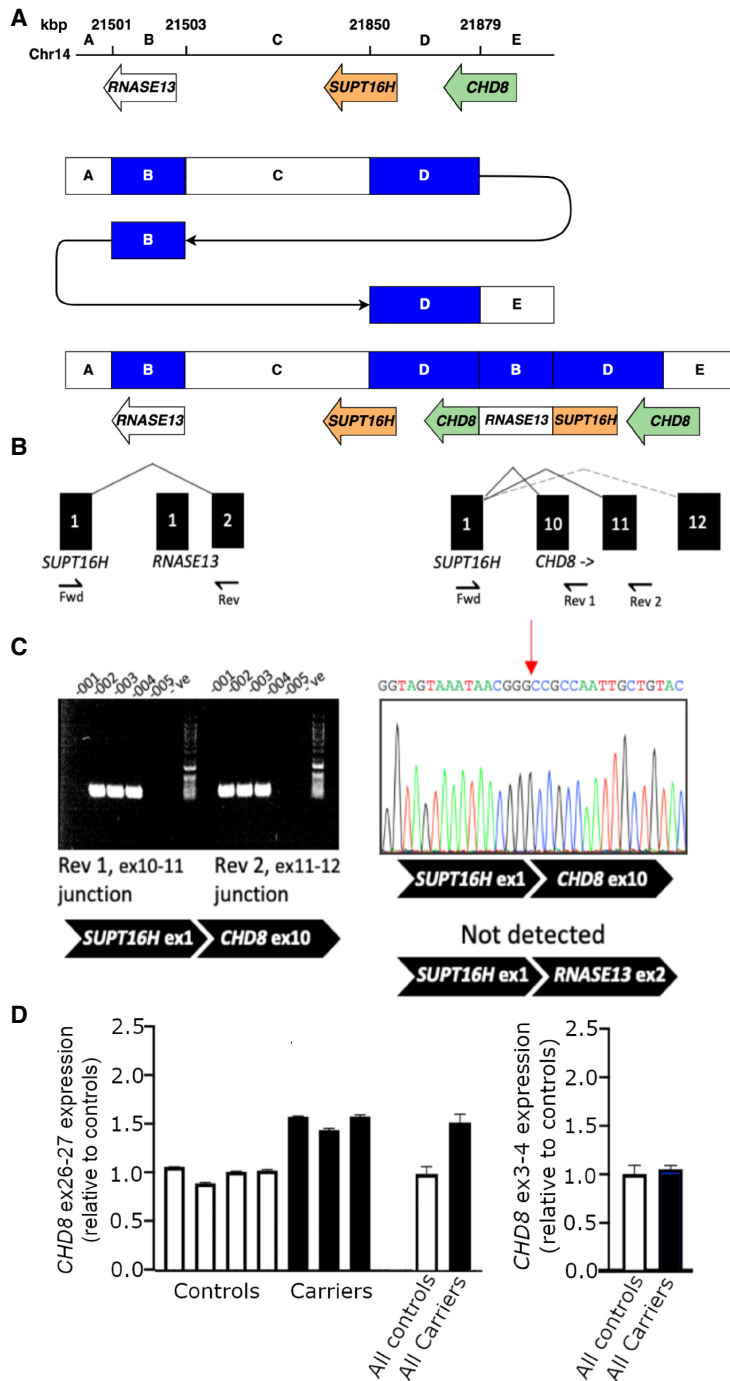 A
kbp
21501 21503 21850 21879
A B C D E
Chr14
RNASE13 SUPT16H CHD8
A B C D
B
D E
A B C D B D E
RNASE13 SUPT16H CHD8 RNASE13 SUPT16H CHD8
B
1 1 2 1 10 11 12
SUPT16H RNASE13 SUPT16H CHD8 ->
Fwd Rev Fwd Rev 1 Rev 2
C
-001 -002 -003 -004 -005 -ve -001 -002 -003 -004 -005 -ve
GGTAGTAAATAACGGGCCGCCAATTGCTGTAC
Rev 1, ex10-11 junction
Rev 2, ex11-12 junction
SUPT16H ex1 CHD8 ex10
SUPT16H ex1 CHD8 ex10
Not detected
SUPT16H ex1 RNASE13 ex2
D
CHD8 ex26-27 expression
(relative to controls)
2.5
2.0
1.5
1.0
0.5
0.0
Controls Carriers All controls All Carriers
CHD8 ex3-4 expression
(relative to controls)
2.5
2.0
1.5
1.0
0.5
0.0
All controls All Carriers